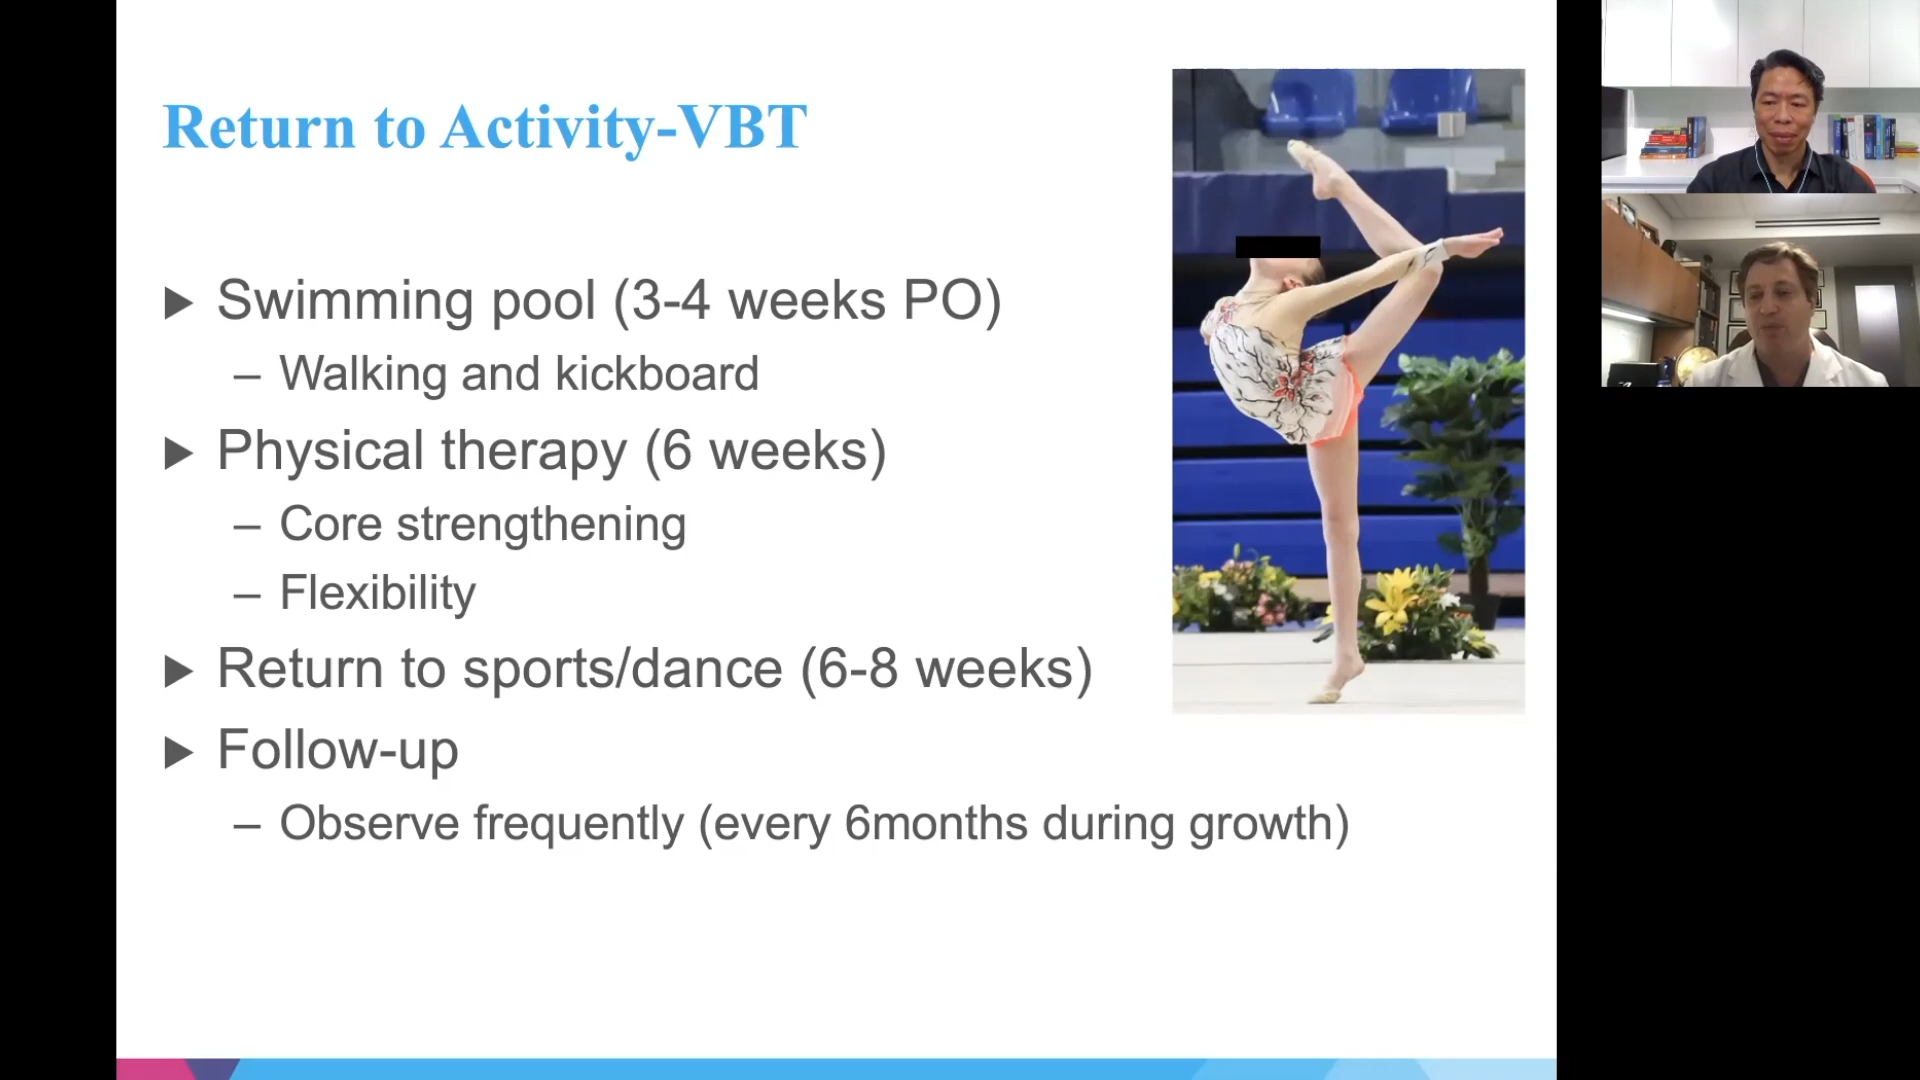 Return to Activity-VBT
▶ Swimming pool (3-4 weeks PO)
– Walking and kickboard
▶ Physical therapy (6 weeks)
– Core strengthening
– Flexibility
▶ Return to sports/dance (6-8 weeks)
▶ Follow-up
– Observe frequently (every 6months during growth)